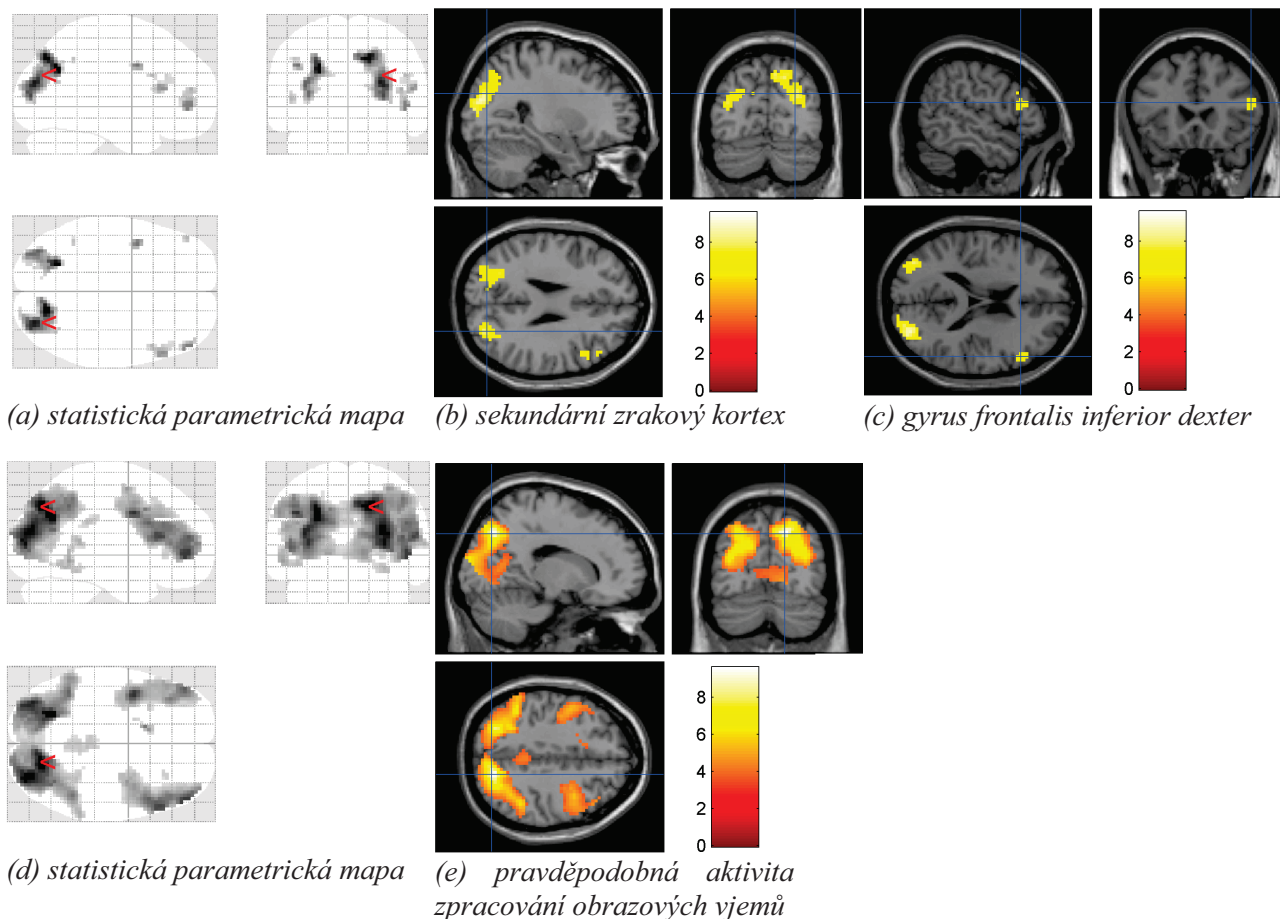 8
6
4
2
0
8
6
4
2
0
(a) statistická parametrická mapa
(b) sekundární zrakový kortex
(c) gyrus frontalis inferior dexter
8
6
4
2
0
(d) statistická parametrická mapa
(e) pravděpodobná aktivita
zpracování obrazových vjemů